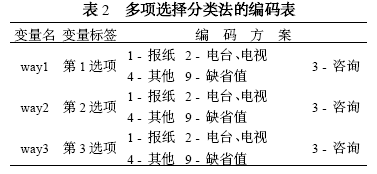 表 2 多项选择分类法的编码表
变量名 变量标签 编 码 方 案
way1 第 1 选项 1 - 报纸 2 - 电台、电视 3 - 咨询
4 - 其他 9 - 缺省值
way2 第 2 选项 1 - 报纸 2 - 电台、电视 3 - 咨询
4 - 其他 9 - 缺省值
way3 第 3 选项 1 - 报纸 2 - 电台、电视 3 - 咨询
4 - 其他 9 - 缺省值